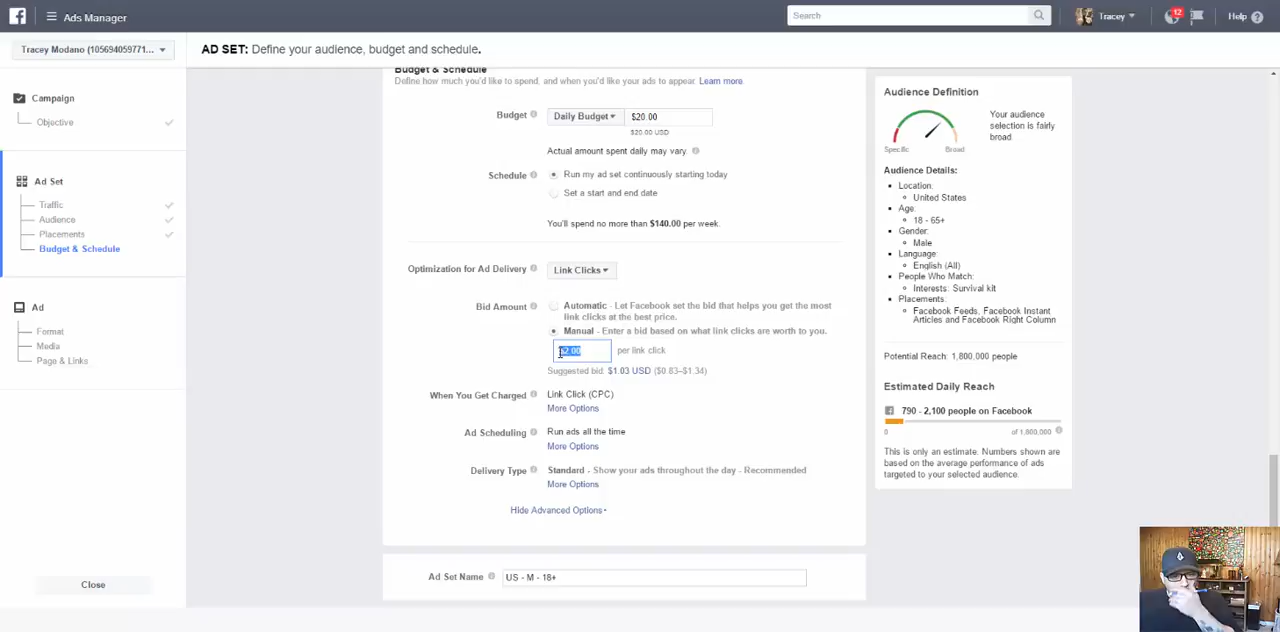 Ads Manager
Search
Tracey
12
Help
Tracey Modano (105694059771...
AD SET: Define your audience, budget and schedule.
Campaign
Objective
Ad Set
Traffic
Audience
Placements
Budget & Schedule
Ad
Format
Media
Page & Links
Close
Budget & Schedule
Define how much you'd like to spend, and when you'd like your ads to appear. Learn more.
Budget
Daily Budget
$20.00
$20.00 USD
Actual amount spent daily may vary.
Schedule
Run my ad set continuously starting today
Set a start and end date
You'll spend no more than $140.00 per week.
Optimization for Ad Delivery
Link Clicks
Bid Amount
Automatic - Let Facebook set the bid that helps you get the most
link clicks at the best price.
Manual - Enter a bid based on what link clicks are worth to you.
$2.00 per link click
Suggested bid: $1.03 USD ($0.83–$1.34)
When You Get Charged
Link Click (CPC)
More Options
Ad Scheduling
Run ads all the time
More Options
Delivery Type
Standard - Show your ads throughout the day - Recommended
More Options
Hide Advanced Options
Ad Set Name
US - M - 18+
Audience Definition
Your audience
selection is fairly
broad
Specific
Broad
Audience Details:
Location:
United States
Age:
18 - 65+
Gender:
Male
Language:
English (All)
People Who Match:
Interests: Survival kit
Placements:
Facebook Feeds, Facebook Instant
Articles and Facebook Right Column
Potential Reach: 1,800,000 people
Estimated Daily Reach
790 - 2,100 people on Facebook
0
of 1,800,000
This is only an estimate. Numbers shown are
based on the average performance of ads
targeted to your selected audience.